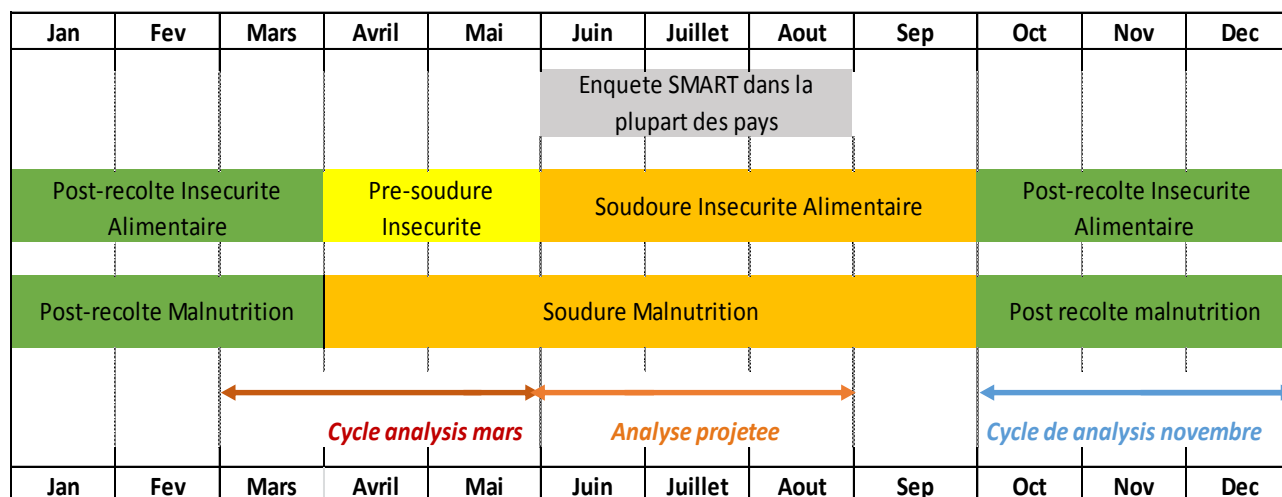 Jan Fev Mars Avril Mai Juin Juillet Aout Sep Oct Nov Dec
Enquete SMART dans la
plupart des pays
Post-recolte Insecurite
Alimentaire
Pre-soudure
Insecurite
Soudoure Insecurite Alimentaire
Post-recolte Insecurite
Alimentaire
Post-recolte Malnutrition
Soudure Malnutrition
Post recolte malnutrition
Cycle analysis mars
Analyse projetee
Cycle de analysis novembre
Jan Fev Mars Avril Mai Juin Juillet Aout Sep Oct Nov Dec